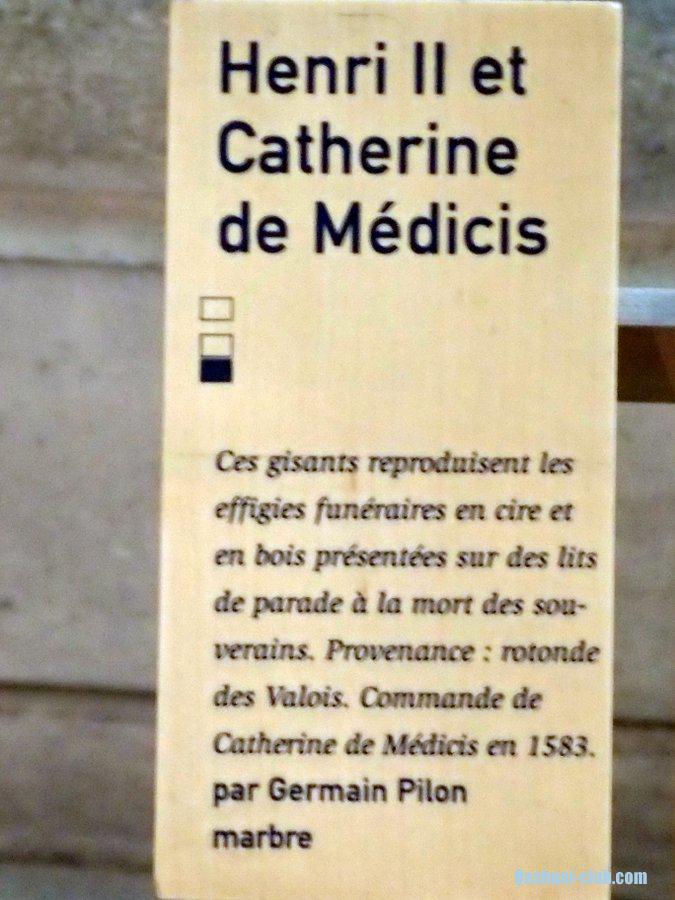 Henri II et
Catherine
de Médicis
Ces gisants reproduisent les
effigies funéraires en cire et
en bois présentées sur des lits
de parade à la mort des sou-
verains. Provenance : rotonde
des Valois. Commande de
Catherine de Médicis en 1583.
par Germain Pilon
marbre